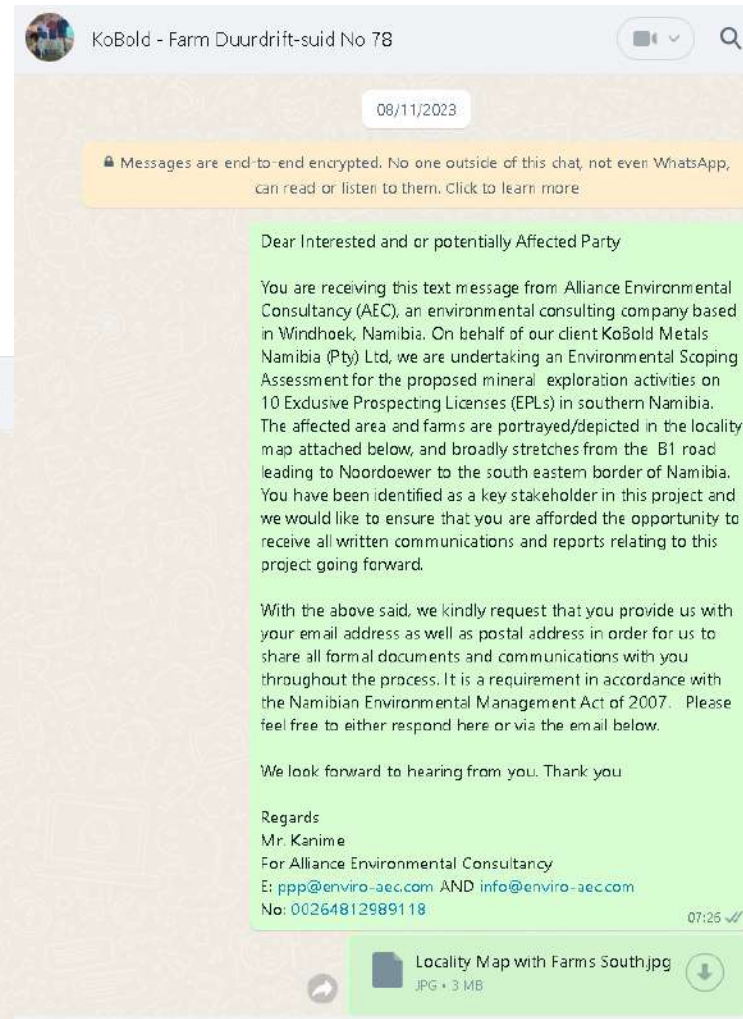 KoBold - Farm Duurdrift-suid No 78
08/11/2023
Messages are end-to-end encrypted. No one outside of this chat, not even WhatsApp,
can read or listen to them. Click to learn more
Dear Interested and or potentially Affected Party
You are receiving this text message from Alliance Environmental
Consultancy (AEC), an environmental consulting company based
in Windhoek, Namibia. On behalf of our client KoBold Metals
Namibia (Pty) Ltd, we are undertaking an Environmental Scoping
Assessment for the proposed mineral exploration activities on
10 Exclusive Prospecting Licenses (EPLs) in southern Namibia.
The affected area and farms are portrayed/depicted in the locality
map attached below, and broadly stretches from the B1 road
leading to Noordoewer to the south eastern border of Namibia.
You have been identified as a key stakeholder in this project and
we would like to ensure that you are afforded the opportunity to
receive all written communications and reports relating to this
project going forward.
With the above said, we kindly request that you provide us with
your email address as well as postal address in order for us to
share all formal documents and communications with you
throughout the process. It is a requirement in accordance with
the Namibian Environmental Management Act of 2007. Please
feel free to either respond here or via the email below.
We look forward to hearing from you. Thank you
Regards
Mr. Kanime
For Alliance Environmental Consultancy
E: ppp@enviro-aec.com AND info@enviro-aec.com
No: 00264812989118
07:26
Locality Map with Farms South.jpg
JPG • 3 MB